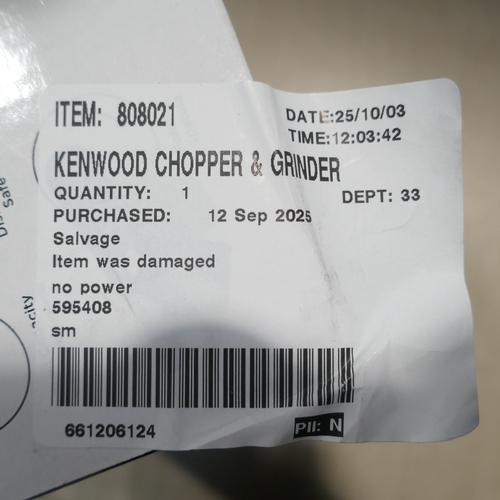 ITEM: 808021
DATE:25/10/03
TIME:12:03:42
KENWOOD CHOPPER & GRINDER
QUANTITY: 1
DEPT: 33
PURCHASED: 12 Sep 2025
Salvage
Item was damaged
no power
595408
sm
661206124
PII: N
Safe